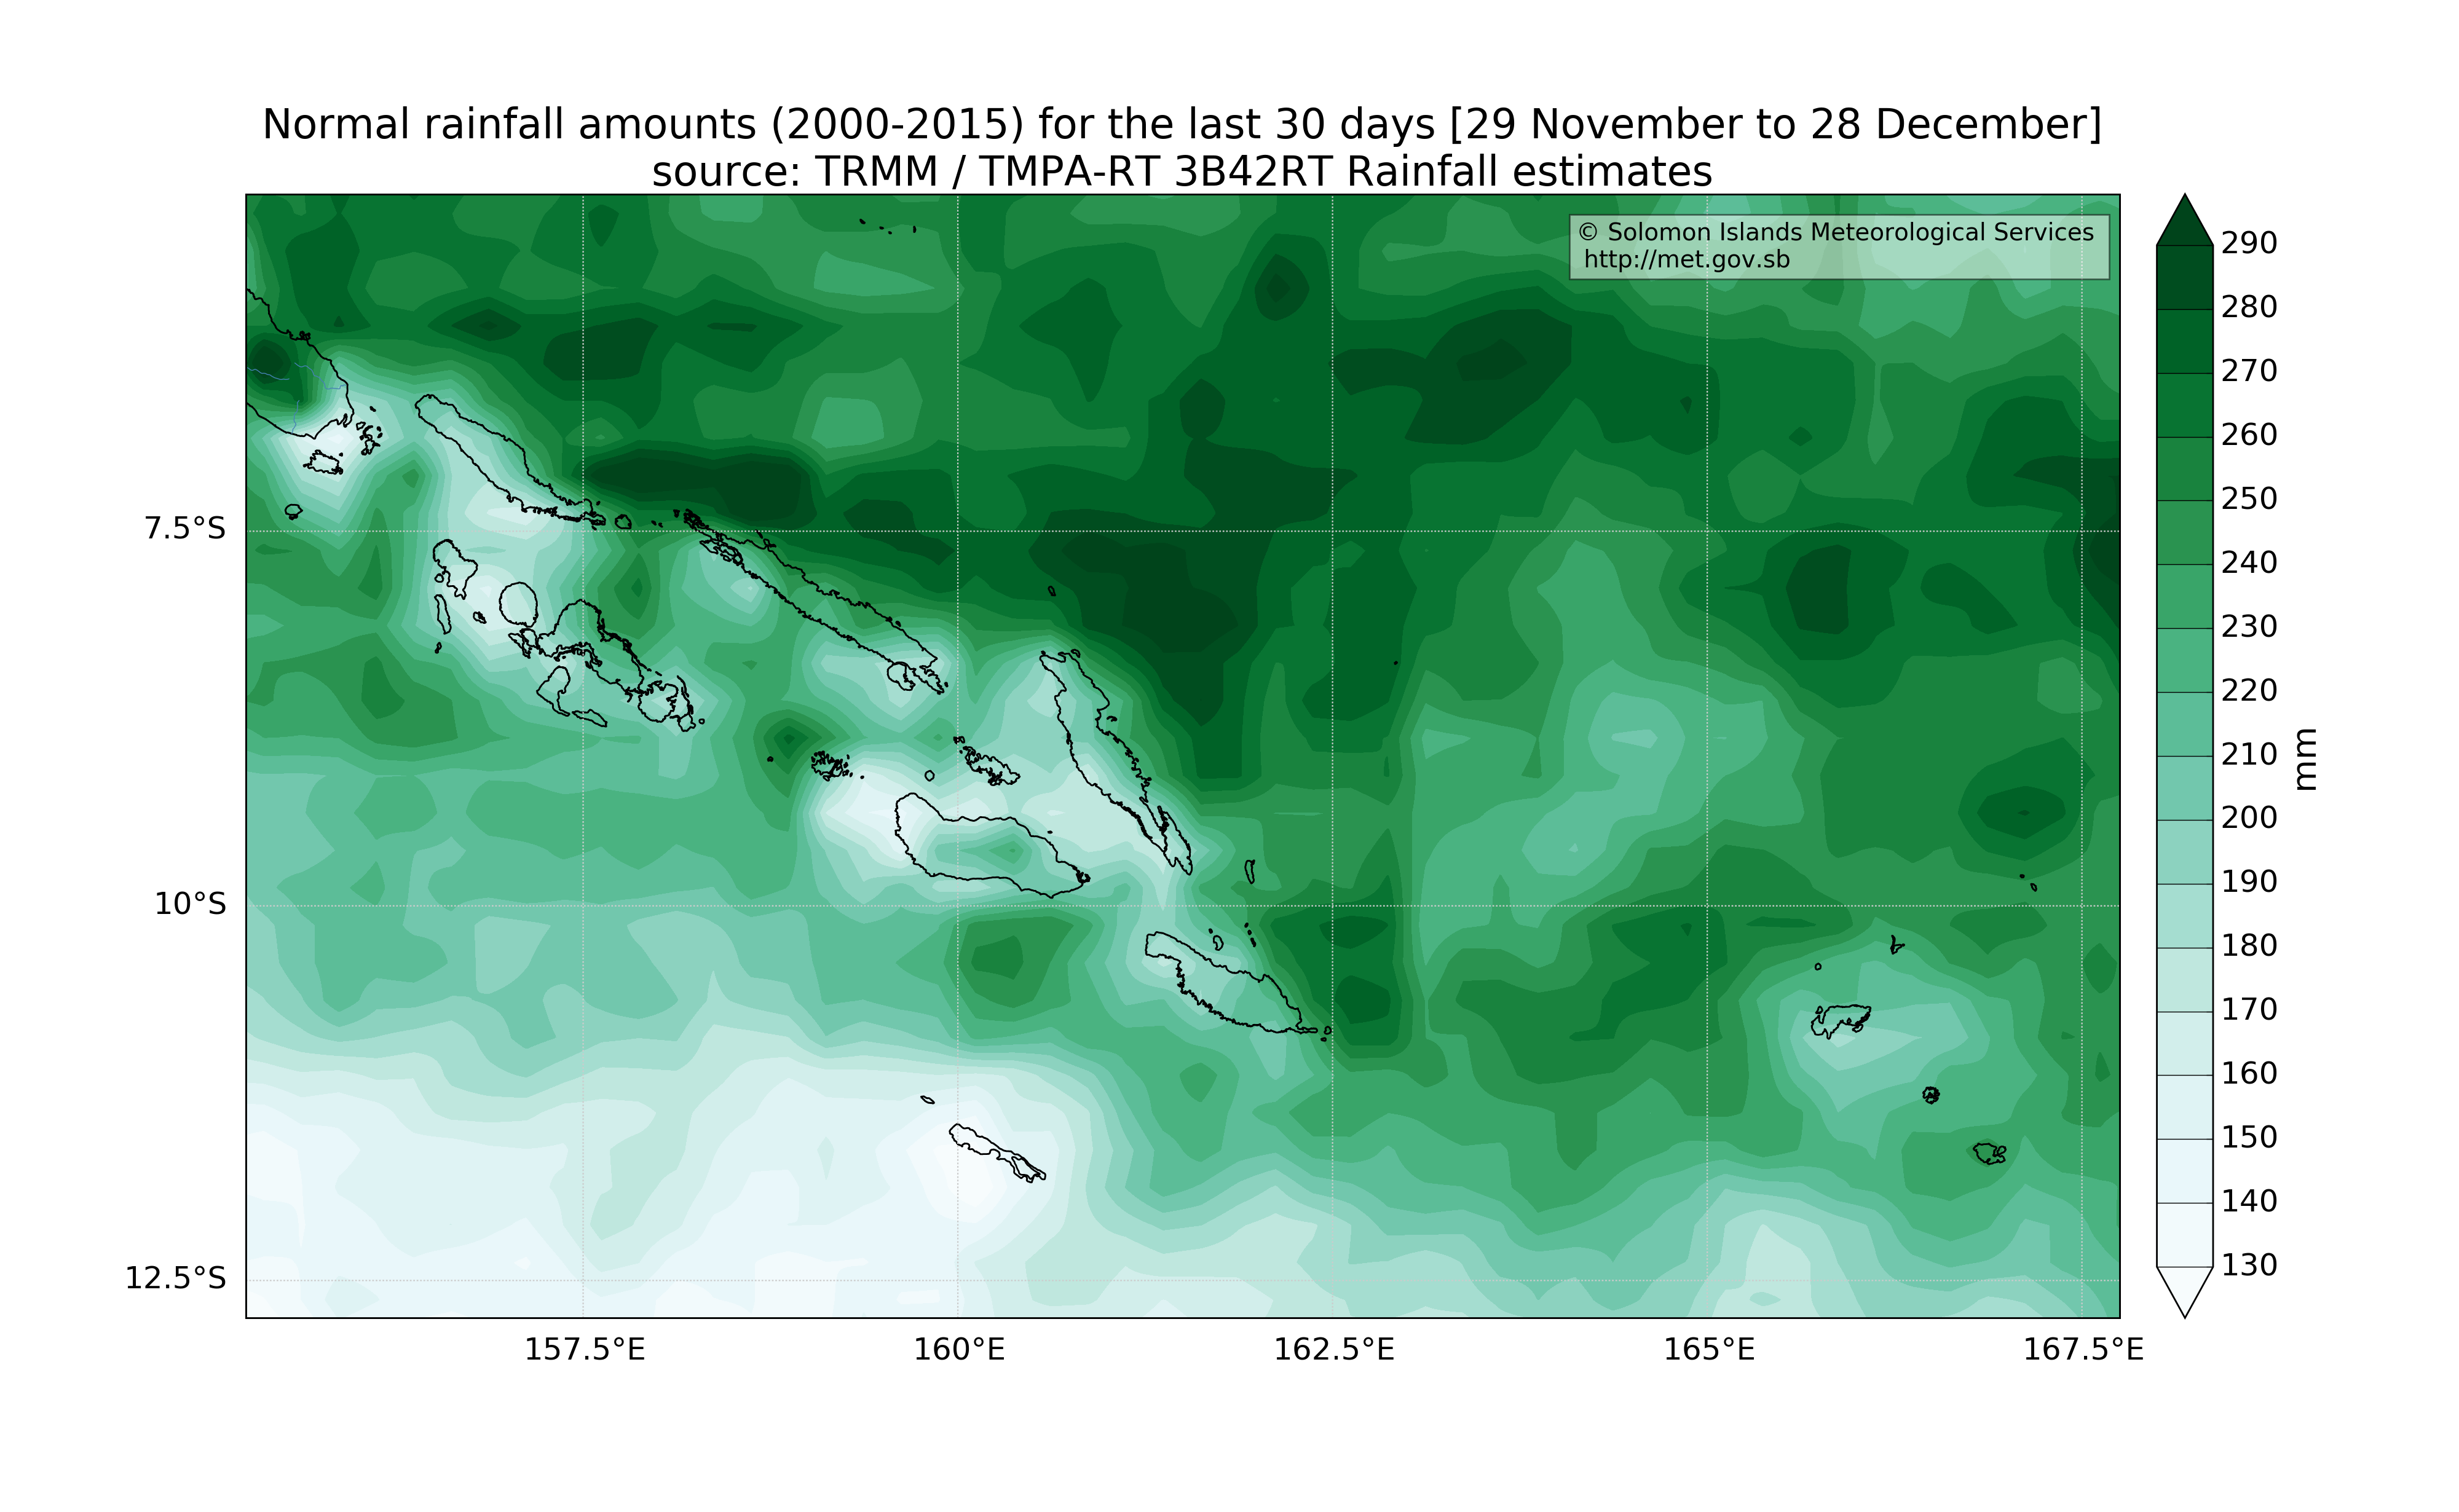 Normal rainfall amounts (2000-2015) for the last 30 days [29 November to 28 December]
source: TRMM / TMPA-RT 3B42RT Rainfall estimates
© Solomon Islands Meteorological Services
http://met.gov.sb
7.5°S
10°S
12.5°S
157.5°E
160°E
162.5°E
165°E
167.5°E
290
280
270
260
250
240
230
220
210
200
190
180
170
160
150
140
130
mm